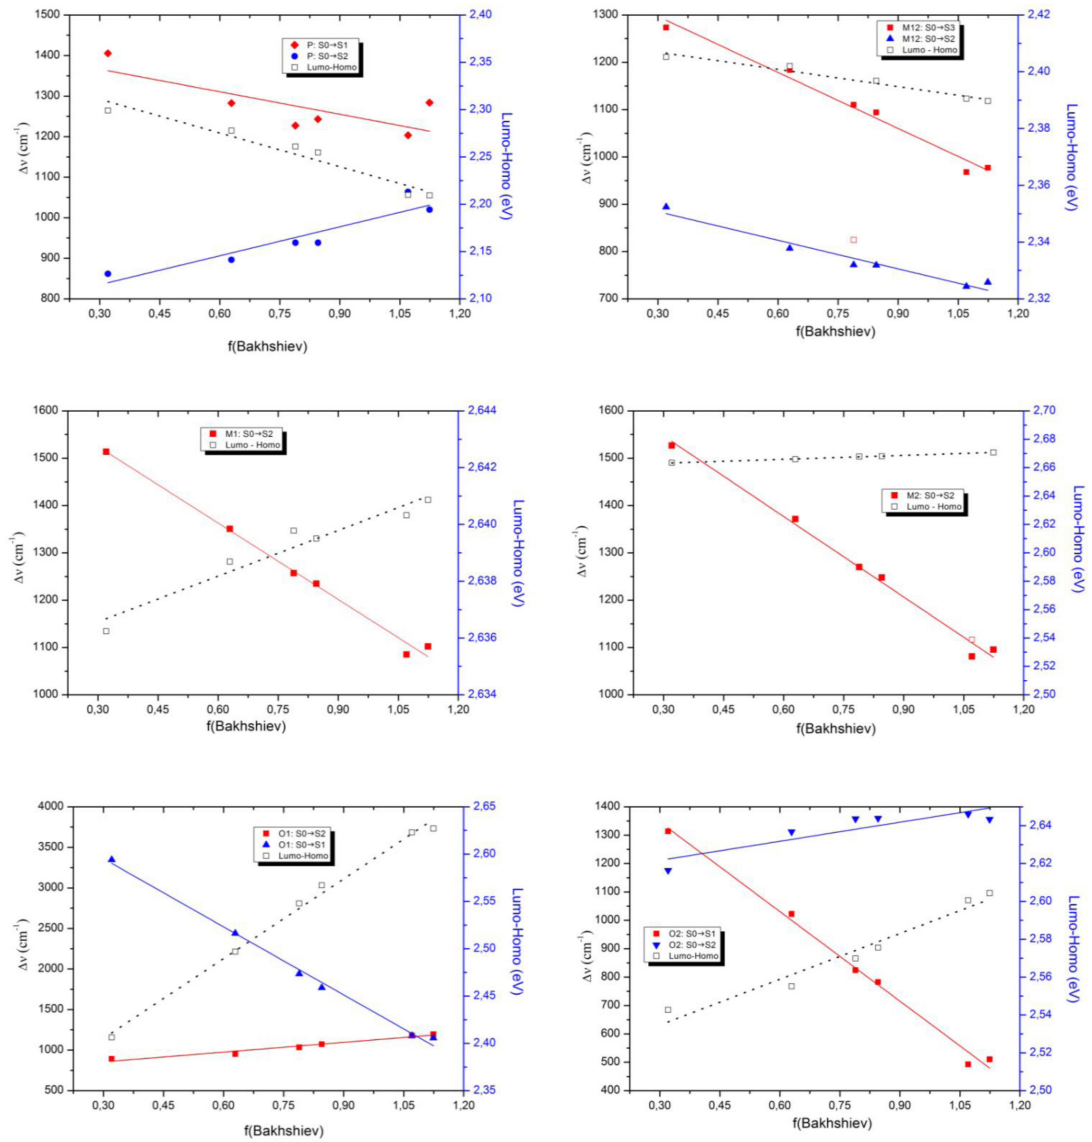 1500
1400
1300
1200
1100
1000
900
800
Δν (cm⁻¹)
P: S0→S1
P: S0→S2
Lumo-Homo
2,40
2,35
2,30
2,25
2,20
2,15
2,10
Lumo-Homo (eV)
0,30 0,45 0,60 0,75 0,90 1,05 1,20
f(Bakhshiev)
1300
1200
1100
1000
900
800
700
Δν (cm⁻¹)
M12: S0→S3
M12: S0→S2
Lumo - Homo
2,42
2,40
2,38
2,36
2,34
2,32
Lumo-Homo (eV)
0,30 0,45 0,60 0,75 0,90 1,05 1,20
f(Bakhshiev)
1600
1500
1400
1300
1200
1100
1000
Δν (cm⁻¹)
M1: S0→S2
Lumo - Homo
2,644
2,642
2,640
2,638
2,636
2,634
Lumo-Homo (eV)
0,30 0,45 0,60 0,75 0,90 1,05 1,20
f(Bakhshiev)
1600
1500
1400
1300
1200
1100
1000
Δν (cm⁻¹)
M2: S0→S2
Lumo - Homo
2,70
2,68
2,66
2,64
2,62
2,60
2,58
2,56
2,54
2,52
2,50
Lumo-Homo (eV)
0,30 0,45 0,60 0,75 0,90 1,05 1,20
f(Bakhshiev)
4000
3500
3000
2500
2000
1500
1000
500
Δν (cm⁻¹)
O1: S0→S2
O1: S0→S1
Lumo-Homo
2,65
2,60
2,55
2,50
2,45
2,40
2,35
Lumo-Homo (eV)
0,30 0,45 0,60 0,75 0,90 1,05 1,20
f(Bakhshiev)
1400
1300
1200
1100
1000
900
800
700
600
500
400
Δν (cm⁻¹)
O2: S0→S1
O2: S0→S2
Lumo-Homo
2,64
2,62
2,60
2,58
2,56
2,54
2,52
2,50
Lumo-Homo (eV)
0,30 0,45 0,60 0,75 0,90 1,05 1,20
f(Bakhshiev)